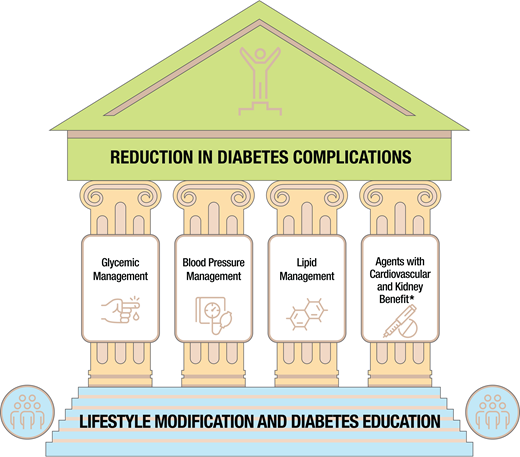 REDUCTION IN DIABETES COMPLICATIONS
Glycemic
Management
Blood Pressure
Management
Lipid
Management
Agents with
Cardiovascular
and Kidney
Benefit*
LIFESTYLE MODIFICATION AND DIABETES EDUCATION